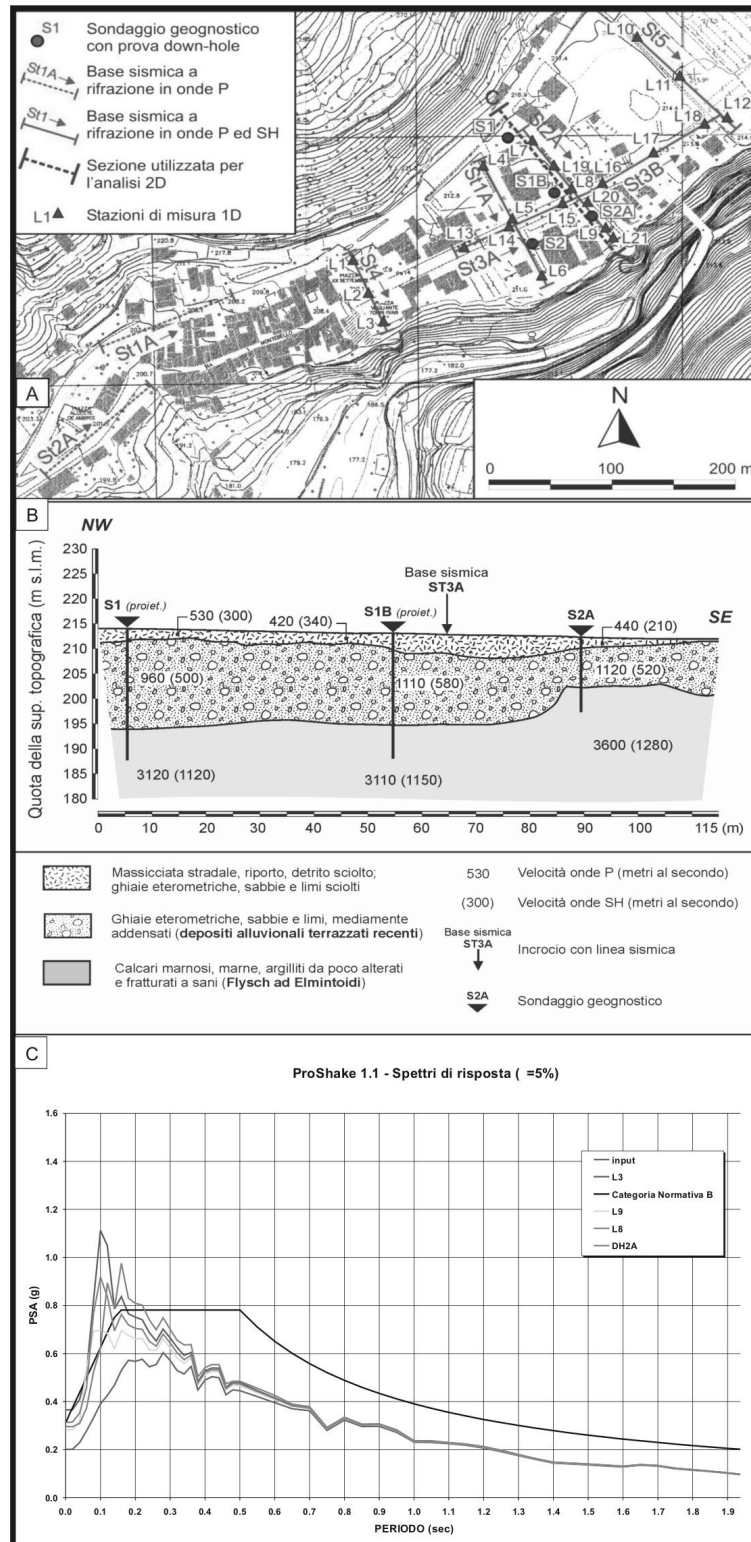 S1
Sondaggio geognostico
con prova down-hole
St1A
Base sismica a
rifrazione in onde P
St1
Base sismica a
rifrazione in onde P ed SH
Sezione utilizzata per
l'analisi 2D
L1 Stazioni di misura 1D
L10
St5
L11
L12
L18
L17
C
St2A
S1
L7
L4
L19
L16
St3B
S1B
L8
L20
St1A
L5
S2A
L15
L9
L21
L13
L14
S2
St3A
L6
L1
St4
L2
L3
St1A
St2A
A
N
0 100 200 m
B
NW
SE
Quota della sup. topografica (m s.l.m.)
230
225
220
215
210
205
200
195
190
185
180
S1 (proiet.)
530 (300)
420 (340)
S1B (proiet.)
Base sismica
ST3A
S2A
440 (210)
960 (500)
1110 (580)
1120 (520)
3120 (1120)
3110 (1150)
3600 (1280)
0 10 20 30 40 50 60 70 80 90 100 115 (m)
Massicciata stradale, riporto, detrito sciolto;
ghiaie eterometriche, sabbie e limi sciolti
Ghiaie eterometriche, sabbie e limi, mediamente
addensati (depositi alluvionali terrazzati recenti)
Calcari marnosi, marne, argilliti da poco alterati
e fratturati a sani (Flysch ad Elmintoidi)
530 Velocità onde P (metri al secondo)
(300) Velocità onde SH (metri al secondo)
Base sismica
ST3A
Incrocio con linea sismica
S2A
Sondaggio geognostico
C
ProShake 1.1 - Spettri di risposta ( =5%)
PSA (g)
1.6
1.4
1.2
1.0
0.8
0.6
0.4
0.2
0.0
input
L3
Categoria Normativa B
L9
L8
DH2A
0.0 0.1 0.2 0.3 0.4 0.5 0.6 0.7 0.8 0.9 1.0 1.1 1.2 1.3 1.4 1.5 1.6 1.7 1.8 1.9
PERIODO (sec)